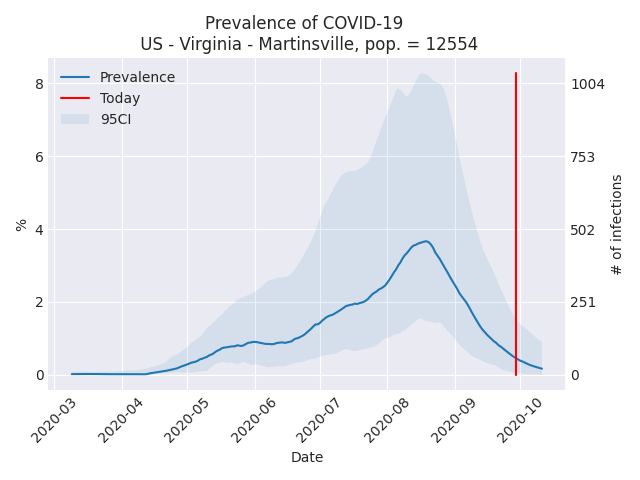 Prevalence of COVID-19
US - Virginia - Martinsville, pop. = 12554
Prevalence
Today
95CI
8
6
4
2
0
%
1004
753
502
251
0
# of infections
2020-03
2020-04
2020-05
2020-06
2020-07
2020-08
2020-09
2020-10
Date